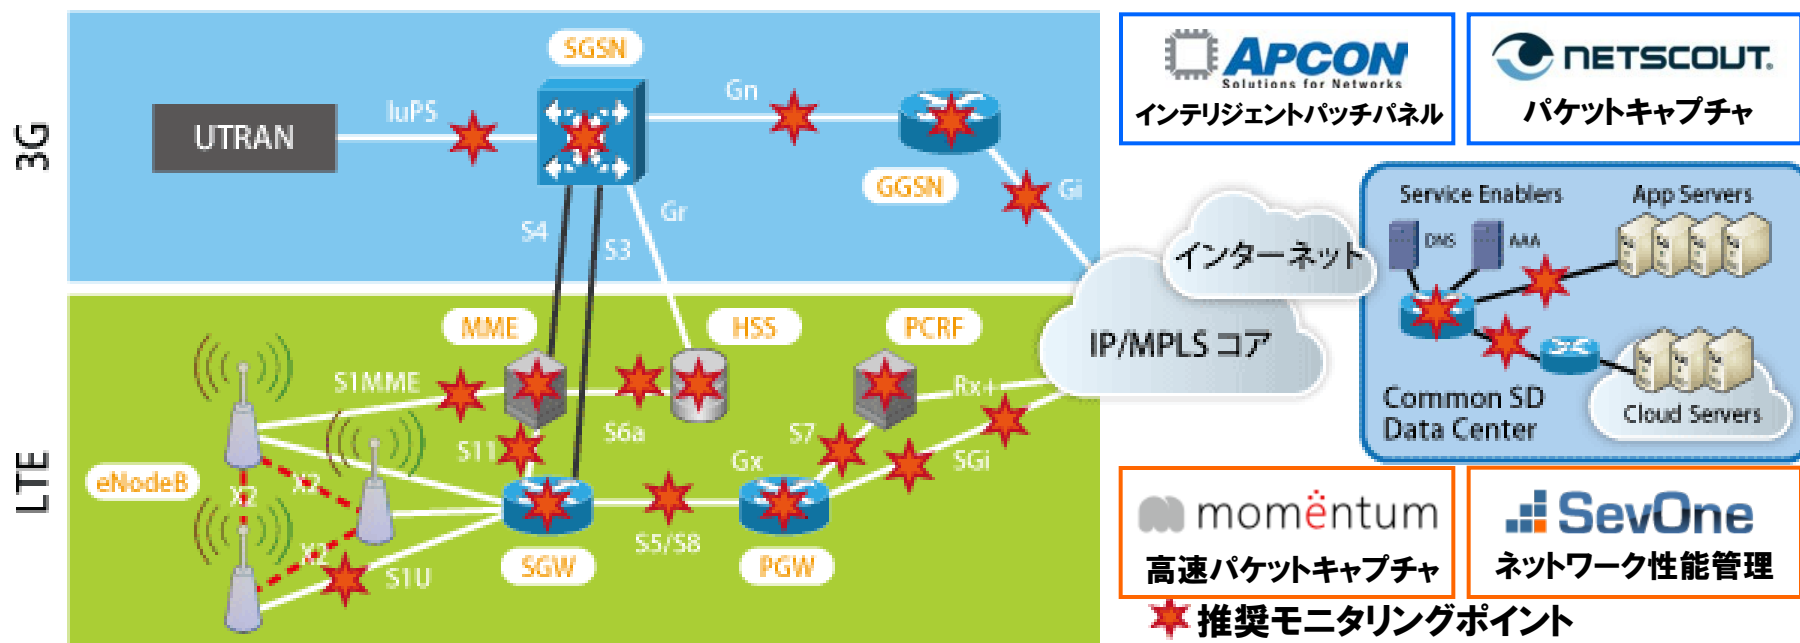 3G
SGSN
UTRAN
IuPS
Gn
GGSN
Gi
S4
S3
Gr
LTE
MME
HSS
PCRF
S1MME
S6a
S11
S7
Rx+
Gx
SGi
eNodeB
X2
X2
X2
S1U
SGW
S5/S8
PGW
APCON
Solutions for Networks
インテリジェントパッチパネル
NETSCOUT.
パケットキャプチャ
インターネット
IP/MPLS コア
Service Enablers
App Servers
DNS
AAA
Common SD
Data Center
Cloud Servers
momëntum
高速パケットキャプチャ
SevOne
ネットワーク性能管理
推奨モニタリングポイント